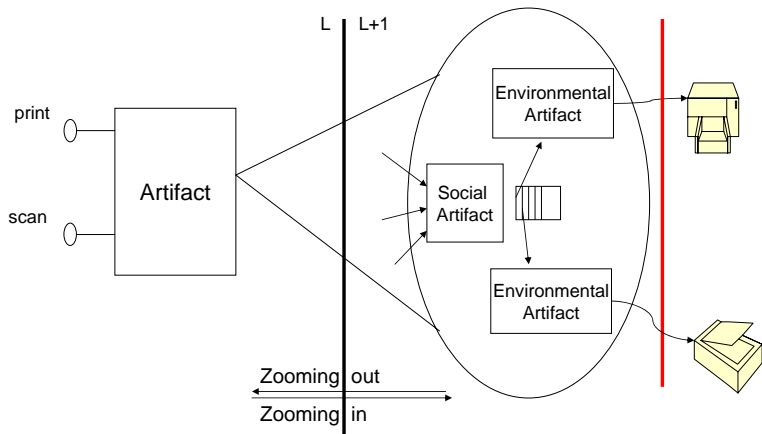 L L+1
print
scan
Artifact
Social
Artifact
Environmental
Artifact
Environmental
Artifact
Zooming out
Zooming in